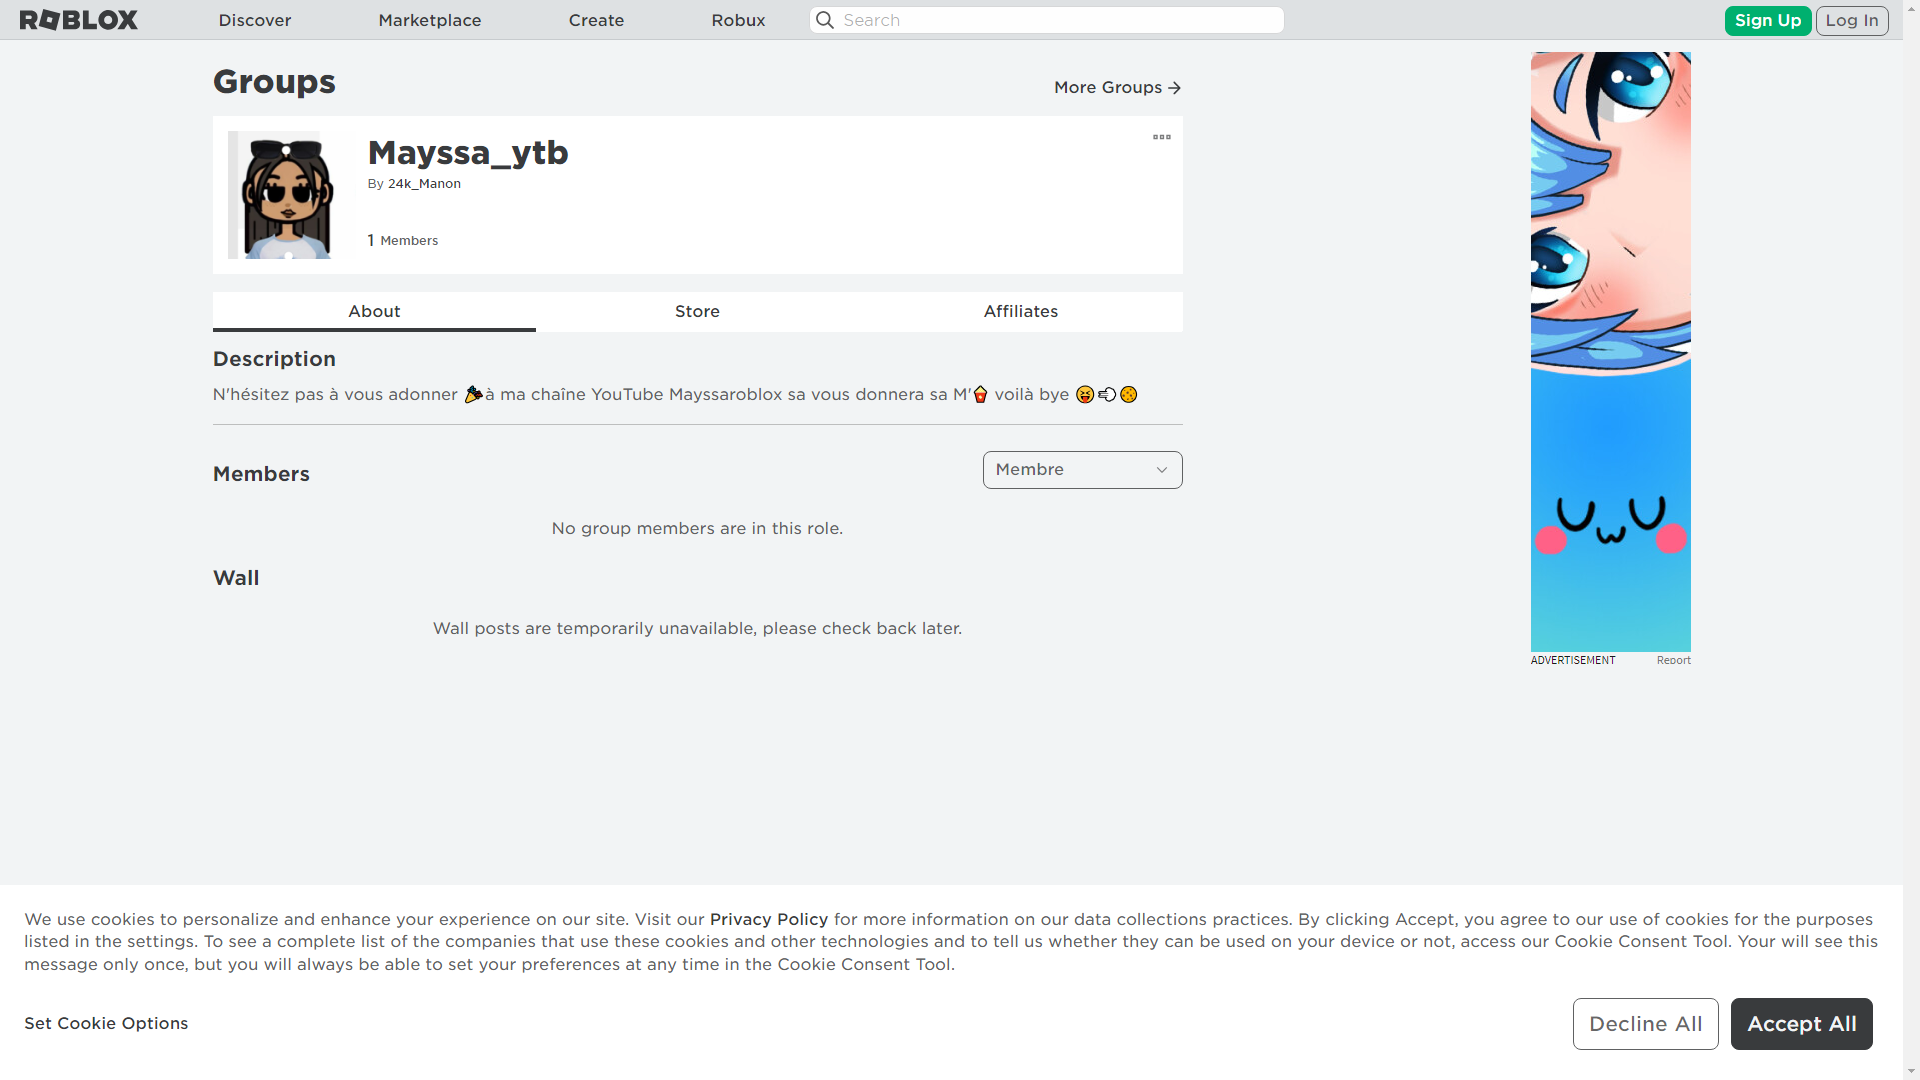 ROBLOX Discover Marketplace Create Robux Search Sign Up Log In
Groups
More Groups
Mayssa_ytb
By 24k_Manon
1 Members
About Store Affiliates
Description
N'hésitez pas à vous adonner 🎉à ma chaîne YouTube Mayssaroblox sa vous donnera sa M'🍿 voilà bye 😝💨🍪
Members
Membre
No group members are in this role.
Wall
Wall posts are temporarily unavailable, please check back later.
ADVERTISEMENT Report
We use cookies to personalize and enhance your experience on our site. Visit our Privacy Policy for more information on our data collections practices. By clicking Accept, you agree to our use of cookies for the purposes
listed in the settings. To see a complete list of the companies that use these cookies and other technologies and to tell us whether they can be used on your device or not, access our Cookie Consent Tool. Your will see this
message only once, but you will always be able to set your preferences at any time in the Cookie Consent Tool.
Set Cookie Options
Decline All
Accept All